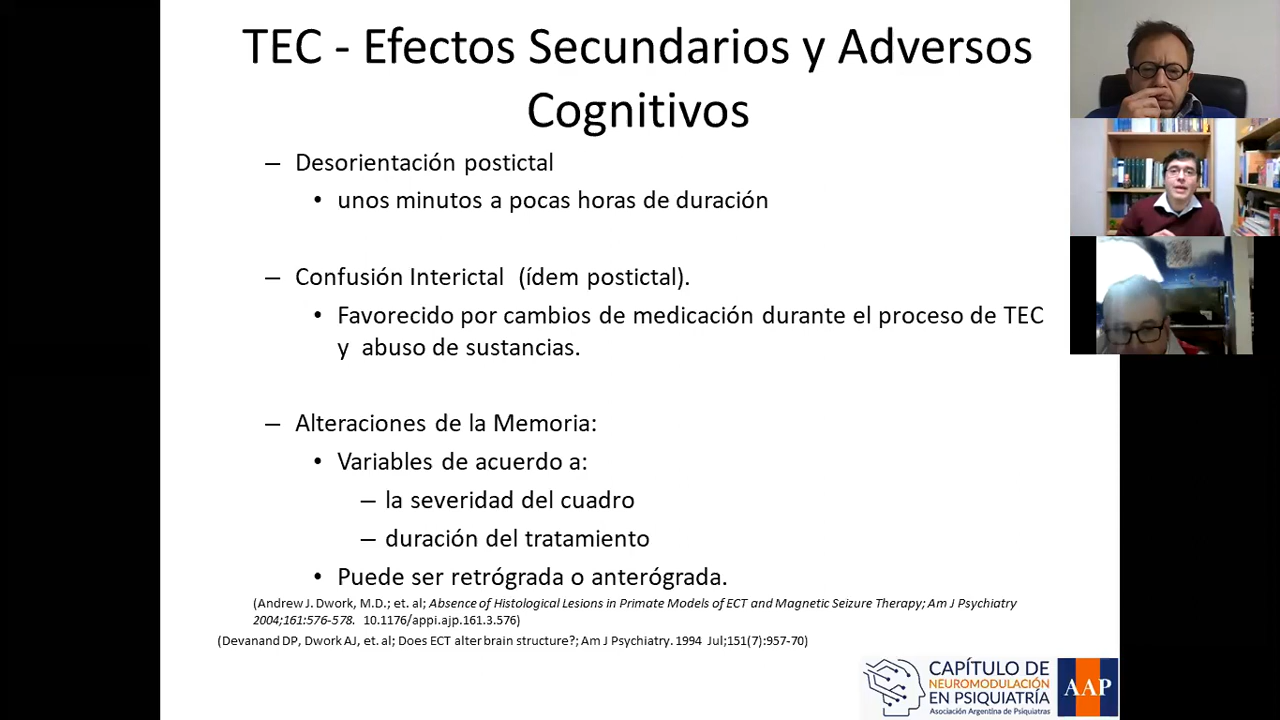 TEC - Efectos Secundarios y Adversos
Cognitivos
– Desorientación postictal
• unos minutos a pocas horas de duración
– Confusión Interictal (ídem postictal).
• Favorecido por cambios de medicación durante el proceso de TEC
y abuso de sustancias.
– Alteraciones de la Memoria:
• Variables de acuerdo a:
– la severidad del cuadro
– duración del tratamiento
• Puede ser retrógrada o anterógrada.
(Andrew J. Dwork, M.D.; et. al; Absence of Histological Lesions in Primate Models of ECT and Magnetic Seizure Therapy; Am J Psychiatry
2004;161:576-578. 10.1176/appi.ajp.161.3.576)
(Devanand DP, Dwork AJ, et. al; Does ECT alter brain structure?; Am J Psychiatry. 1994 Jul;151(7):957-70)
CAPÍTULO DE
NEUROMODULACIÓN
EN PSIQUIATRÍA
Asociación Argentina de Psiquiatras
AAP